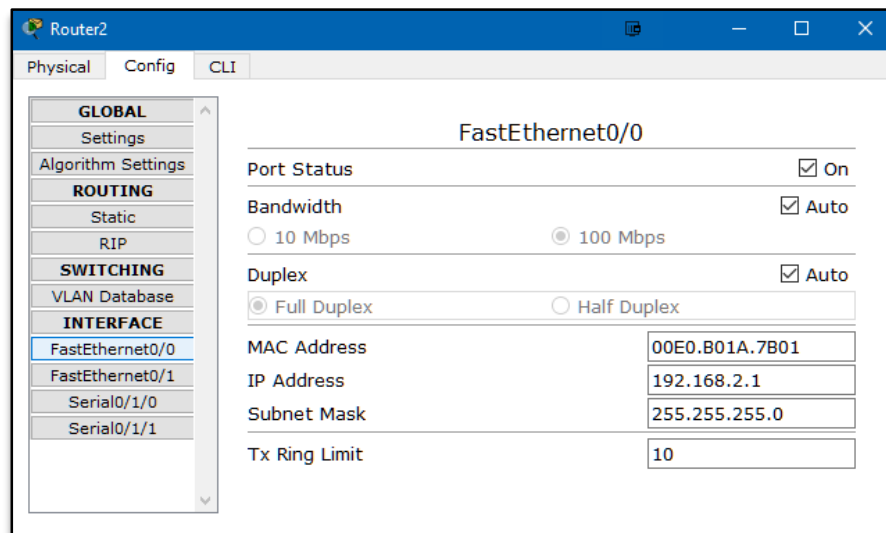 Router2
Physical Config CLI
GLOBAL
Settings
Algorithm Settings
ROUTING
Static
RIP
SWITCHING
VLAN Database
INTERFACE
FastEthernet0/0
FastEthernet0/1
Serial0/1/0
Serial0/1/1
FastEthernet0/0
Port Status On
Bandwidth Auto
10 Mbps 100 Mbps
Duplex Auto
Full Duplex Half Duplex
MAC Address 00E0.B01A.7B01
IP Address 192.168.2.1
Subnet Mask 255.255.255.0
Tx Ring Limit 10